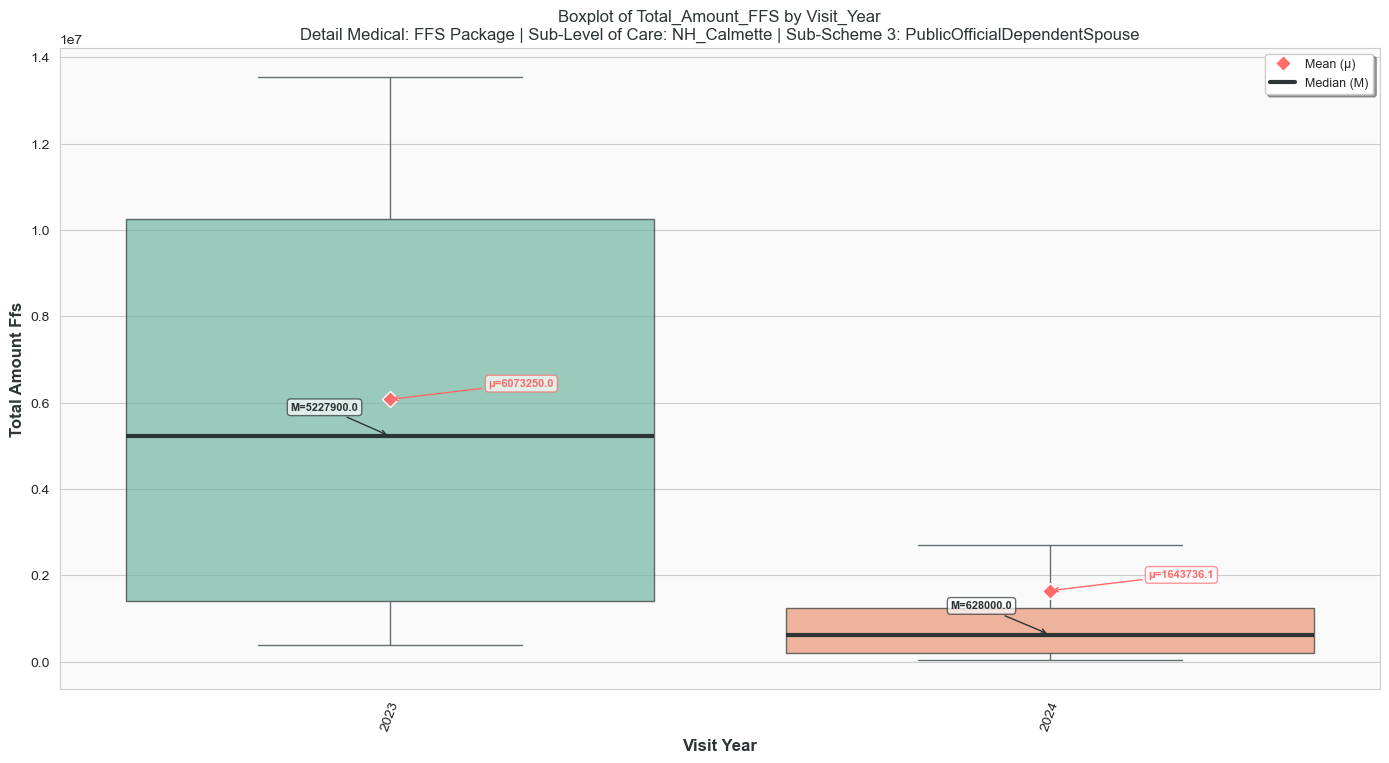 Boxplot of Total_Amount_FFS by Visit_Year
Detail Medical: FFS Package | Sub-Level of Care: NH_Calmette | Sub-Scheme 3: PublicOfficialDependentSpouse
1e7
1.4
1.2
1.0
0.8
0.6
0.4
0.2
0.0
Total Amount Ffs
Mean (μ)
Median (M)
μ=6073250.0
M=5227900.0
μ=1643736.1
M=628000.0
2023
2024
Visit Year